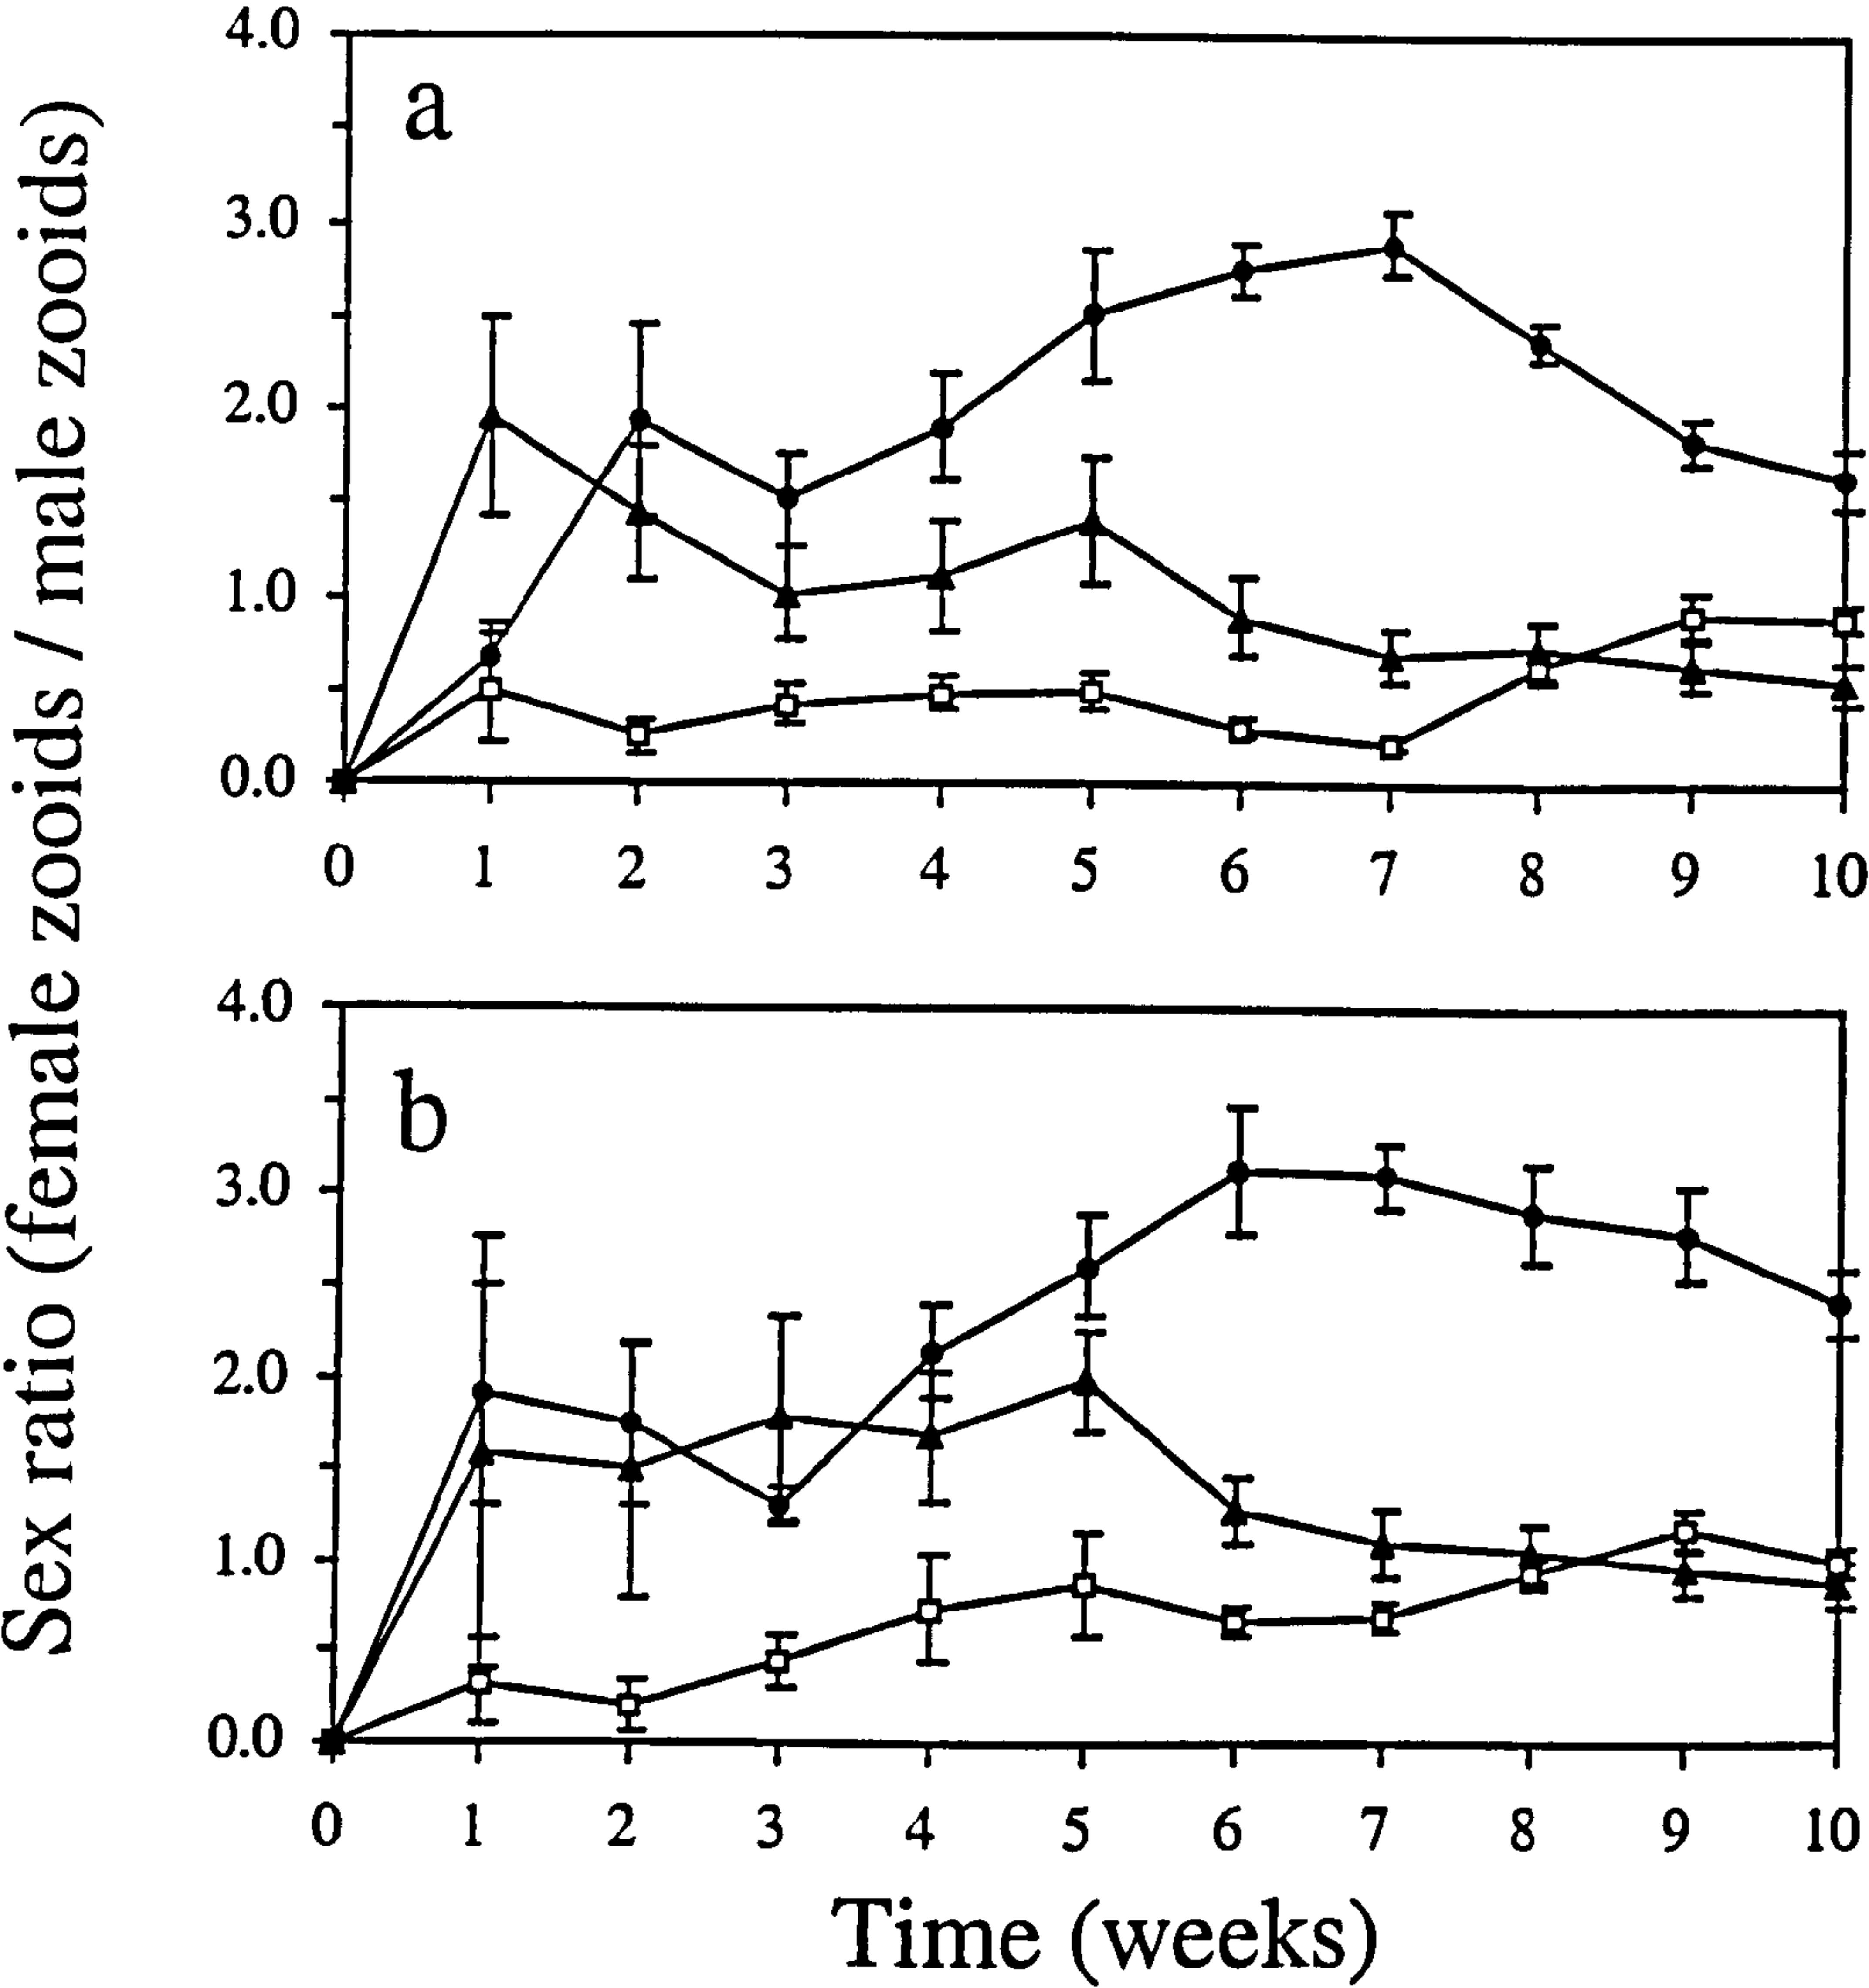 Sex ratio (female zooids / male zooids)
4.0
a
3.0
2.0
1.0
0.0
0 1 2 3 4 5 6 7 8 9 10
4.0
b
3.0
2.0
1.0
0.0
0 1 2 3 4 5 6 7 8 9 10
Time (weeks)